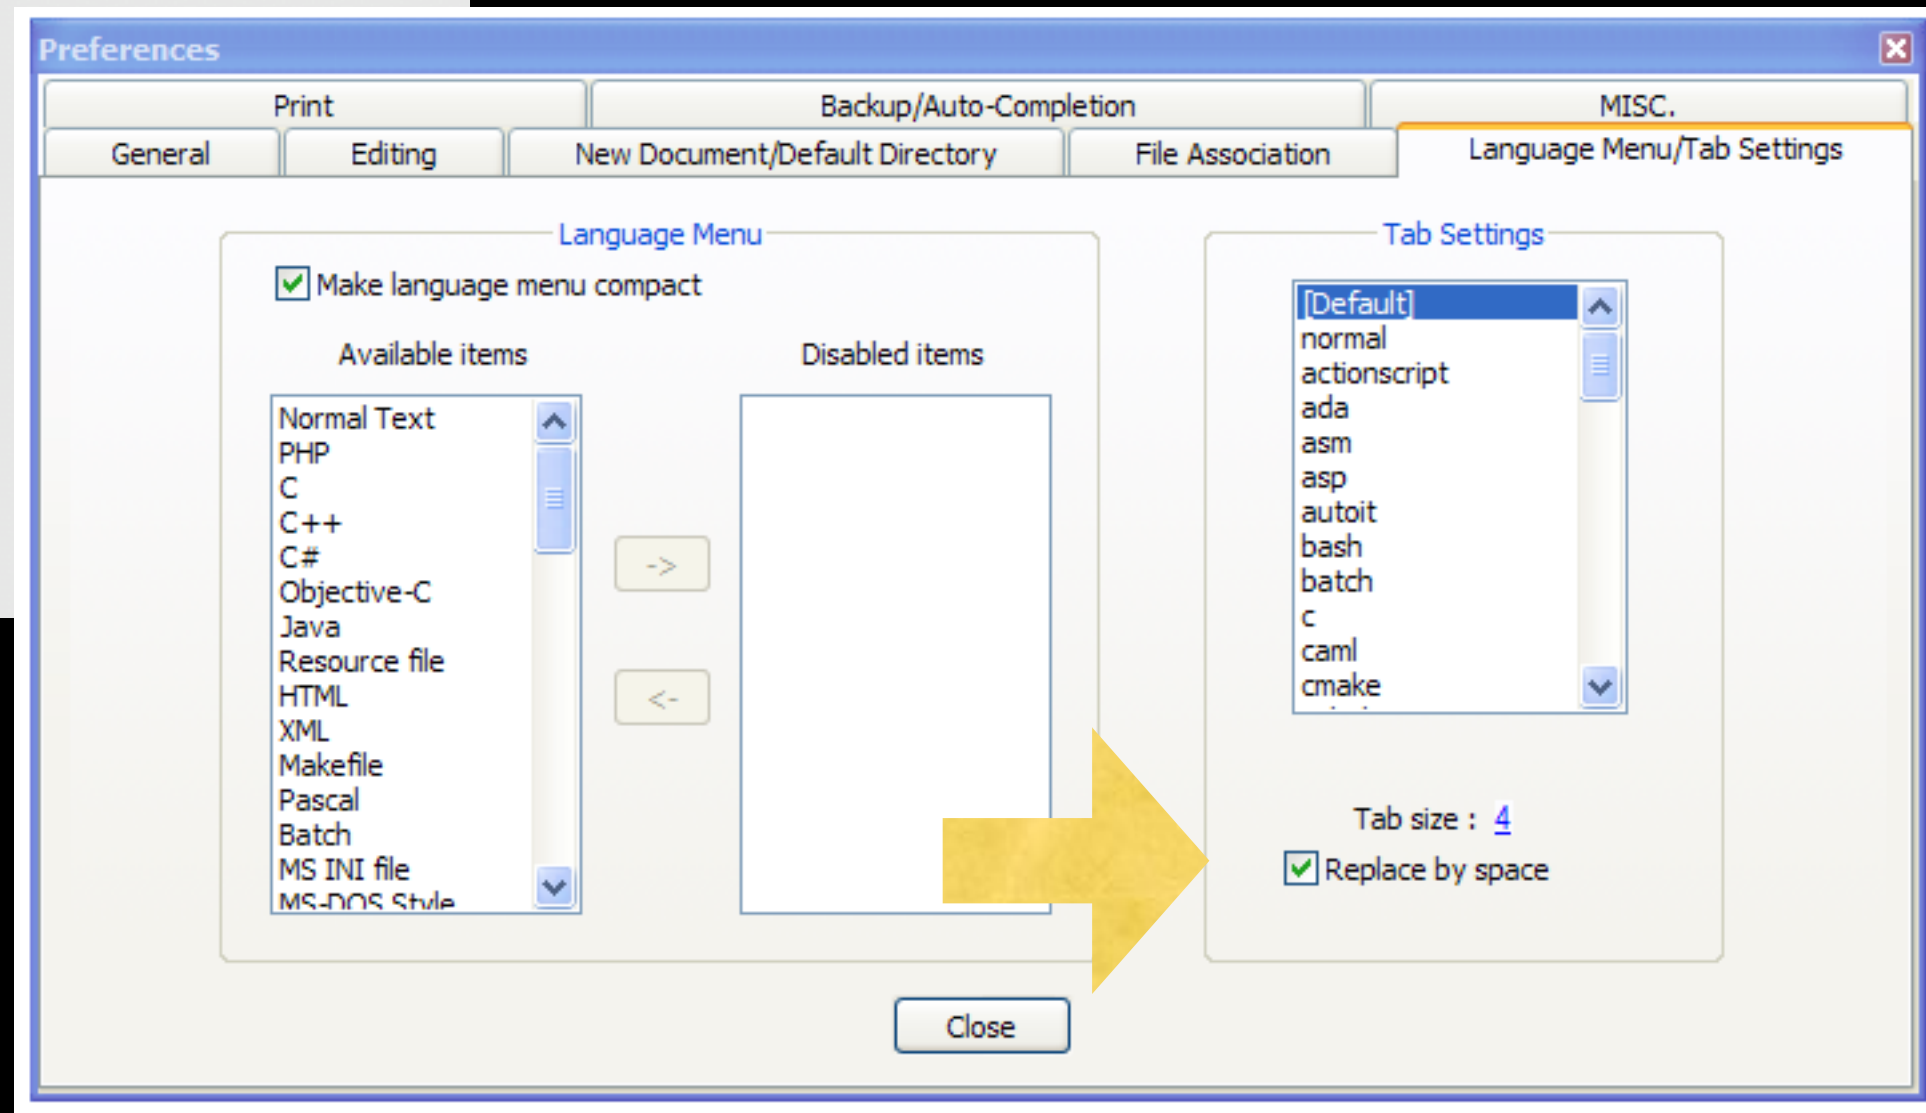 Preferences
Print Backup/Auto-Completion MISC.
General Editing New Document/Default Directory File Association Language Menu/Tab Settings
Language Menu
Make language menu compact
Available items
Disabled items
Normal Text
PHP
C
C++
C#
Objective-C
Java
Resource file
HTML
XML
Makefile
Pascal
Batch
MS INI file
MS-DOS Style
->
<-
Tab Settings
[Default]
normal
actionscript
ada
asm
asp
autoit
bash
batch
c
caml
cmake
Tab size : 4
Replace by space
Close